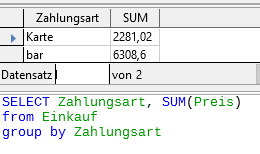 Zahlungsart SUM
Karte 2281,02
bar 6308,6
Datensatz von 2
SELECT Zahlungsart, SUM(Preis)
from Einkauf
group by Zahlungsart